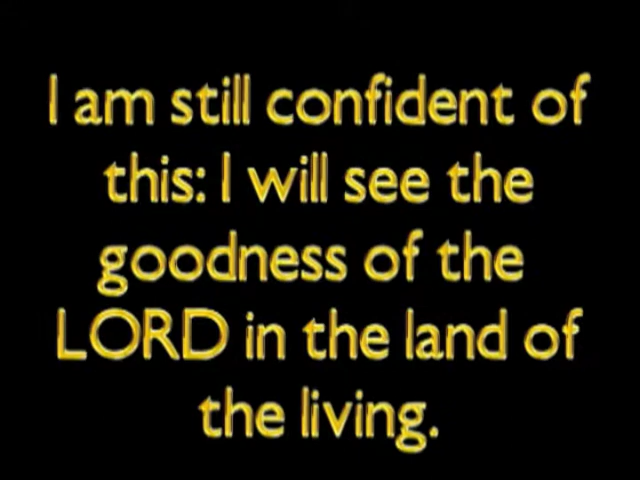 I am still confident of
this: I will see the
goodness of the
LORD in the land of
the living.